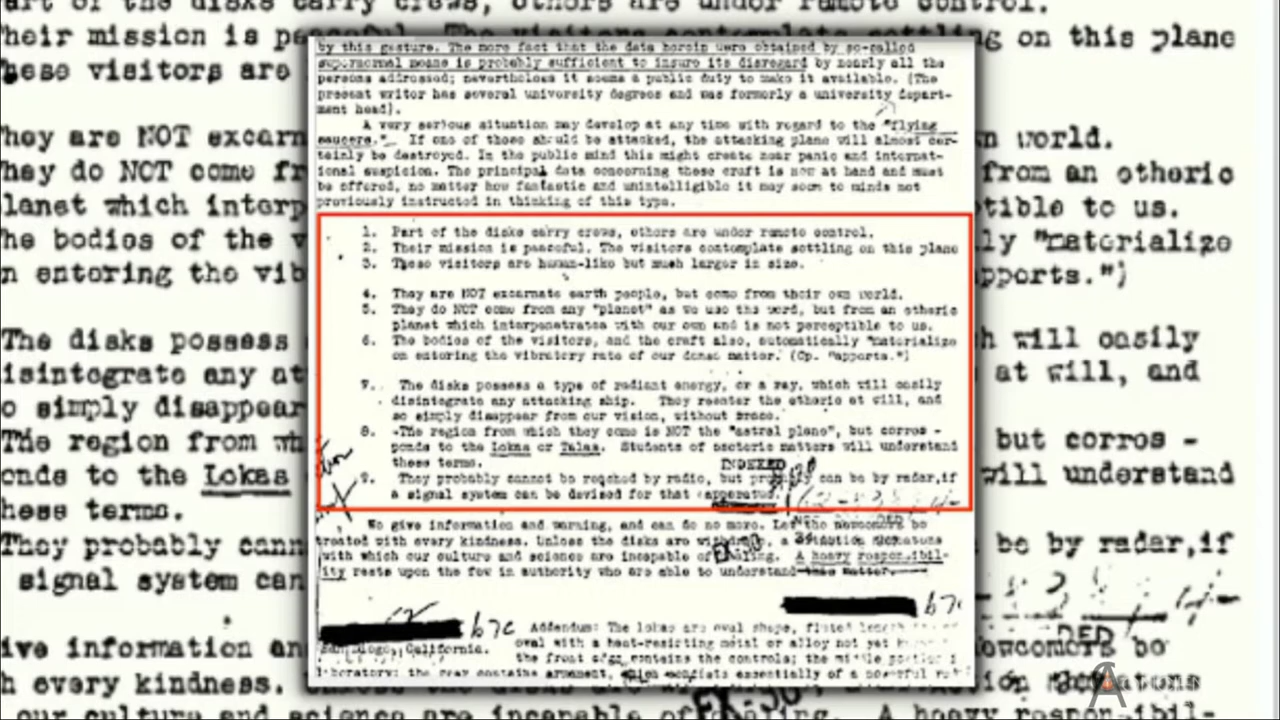 by this gesture. The more fact that the data heroin were obtained by so-called
supernormal means is probably sufficient to insure its disregard by nearly all the
persons addressed; nevertheless it seems a public duty to make it available. (The
present writer has several university degrees and was formerly a university depart-
ment head).
A very serious situation may develop at any time with regard to the "flying
saucers." If one of these should be attacked, the attacking plane will almost cer-
tainly be destroyed. In the public mind this might create near panic and internat-
ional suspicion. The principal data concerning these craft is now at hand and must
be offered, no matter how fantastic and unintelligible it may seem to minds not
previously instructed in thinking of this type.
1. Part of the disks carry crews, others are under remote control.
2. Their mission is peaceful. The visitors contemplate settling on this plane
3. These visitors are human-like but much larger in size.
4. They are NOT excarnate earth people, but come from their own world.
5. They do NOT come from any "planet" as we use the word, but from an etheric
planet which interpenetrates with our own and is not perceptible to us.
6. The bodies of the visitors, and the craft also, automatically "materialize
on entering the vibratory rate of our dense matter. (Cp. "apports.")
7. The disks possess a type of radiant energy, or a ray, which will easily
disintegrate any attacking ship. They reenter the etheric at will, and
so simply disappear from our vision, without trace.
8. The region from which they come is NOT the "astral plane", but corros -
ponds to the Lokas or Talas. Students of esoteric matters will understand
these terms.
9. They probably cannot be reached by radio, but probably can be by radar, if
a signal system can be devised for that apparatus.
INDEXED
We give information and warning, and can do no more. Let the newcomers be
treated with every kindness. Unless the disks are
with which our culture and science are incapable of A heavy responsibil-
ity rests upon the few in authority who are able to understand this matter.
b7c
b7c Addendum: The lokas are oval shape, fluted
San Diego, California. oval with a heat-resisting metal or alloy not yet
the front contains the controls; the middle
the rear contains the armament, which consists essentially of a powerful